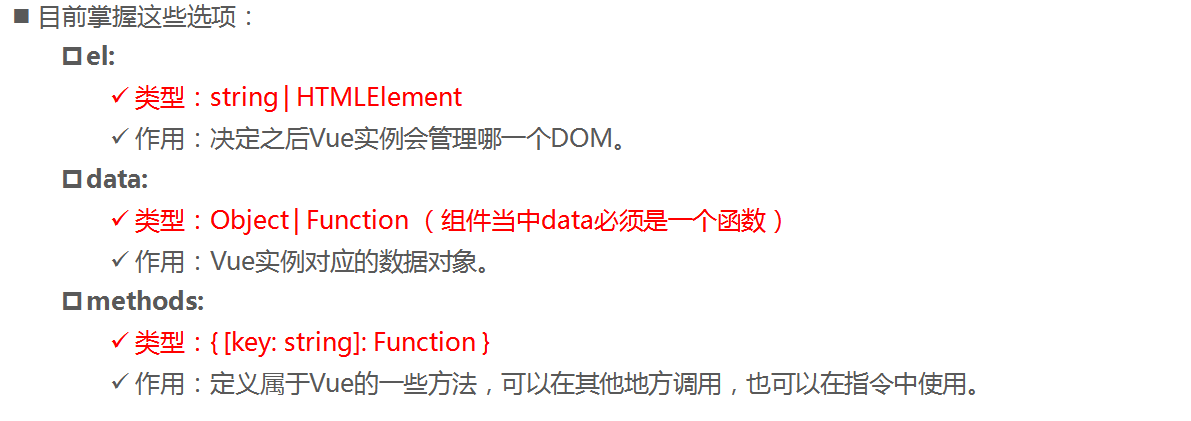 目前掌握这些选项：
el:
类型：string | HTMLElement
作用：决定之后Vue实例会管理哪一个DOM。
data:
类型：Object | Function （组件当中data必须是一个函数）
作用：Vue实例对应的数据对象。
methods:
类型：{ [key: string]: Function }
作用：定义属于Vue的一些方法，可以在其他地方调用，也可以在指令中使用。